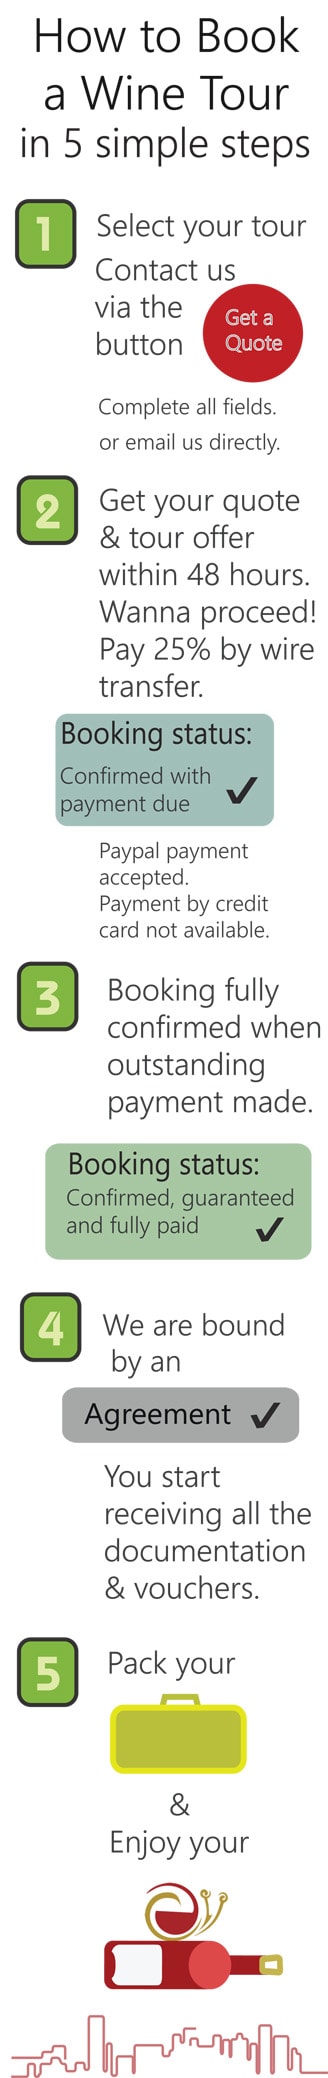 How to Book
a Wine Tour
in 5 simple steps
1
Select your tour
Contact us
via the
button
Get a
Quote
Complete all fields.
or email us directly.
2
Get your quote
& tour offer
within 48 hours.
Wanna proceed!
Pay 25% by wire
transfer.
Booking status:
Confirmed with
payment due
Paypal payment
accepted.
Payment by credit
card not available.
3
Booking fully
confirmed when
outstanding
payment made.
Booking status:
Confirmed, guaranteed
and fully paid
4
We are bound
by an
Agreement
You start
receiving all the
documentation
& vouchers.
5
Pack your
&
Enjoy your